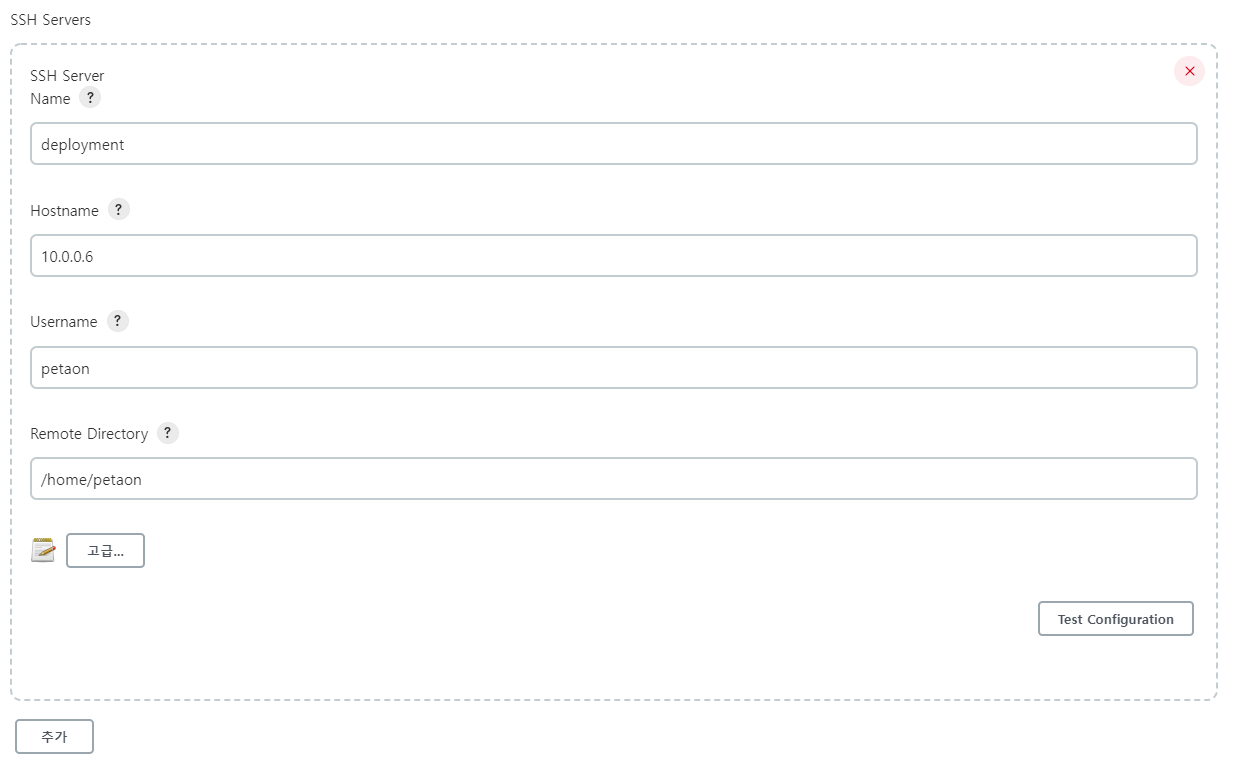 SSH Servers
SSH Server
Name ?
deployment
Hostname ?
10.0.0.6
Username ?
petaon
Remote Directory ?
/home/petaon
고급...
Test Configuration
추가